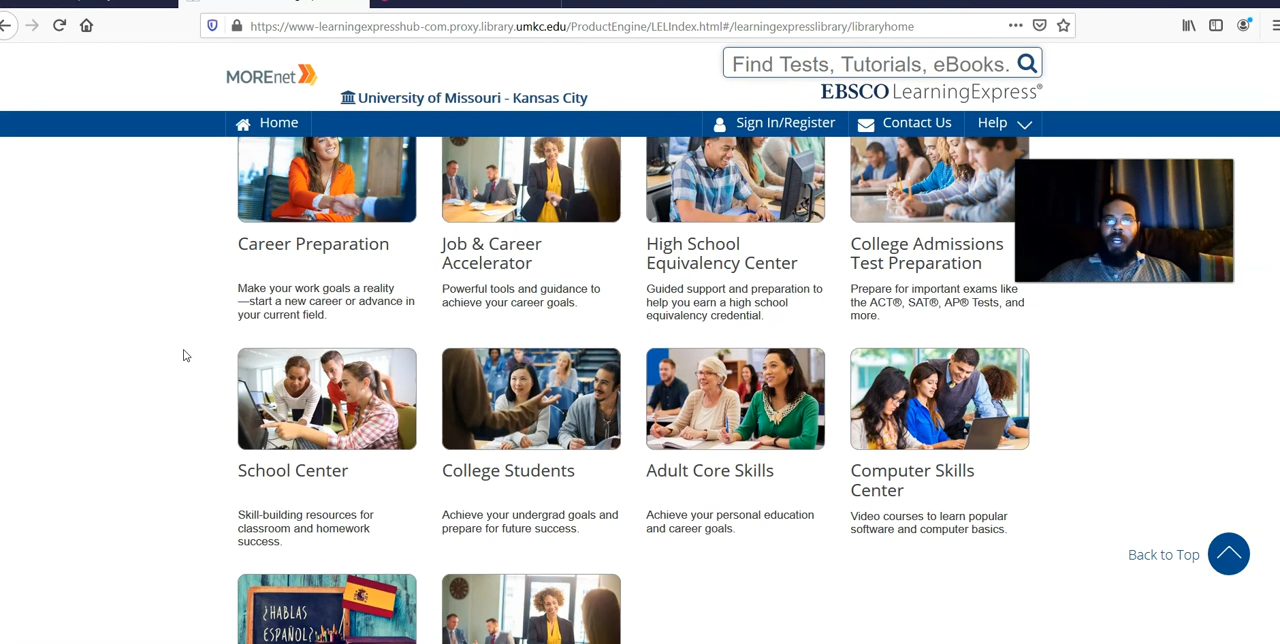 https://www-learningexpresshub-com.proxy.library.umkc.edu/ProductEngine/LELIndex.html#/learningexpresslibrary/libraryhome
MOREnet
Find Tests, Tutorials, eBooks.
University of Missouri - Kansas City
EBSCO LearningExpress®
Home
Sign In/Register
Contact Us
Help
Career Preparation
Make your work goals a reality
—start a new career or advance in
your current field.
Job & Career
Accelerator
Powerful tools and guidance to
achieve your career goals.
High School
Equivalency Center
Guided support and preparation to
help you earn a high school
equivalency credential.
College Admissions
Test Preparation
Prepare for important exams like
the ACT®, SAT®, AP® Tests, and
more.
School Center
Skill-building resources for
classroom and homework
success.
College Students
Achieve your undergrad goals and
prepare for future success.
Adult Core Skills
Achieve your personal education
and career goals.
Computer Skills
Center
Video courses to learn popular
software and computer basics.
Back to Top
¿HABLAS
ESPAÑOL?